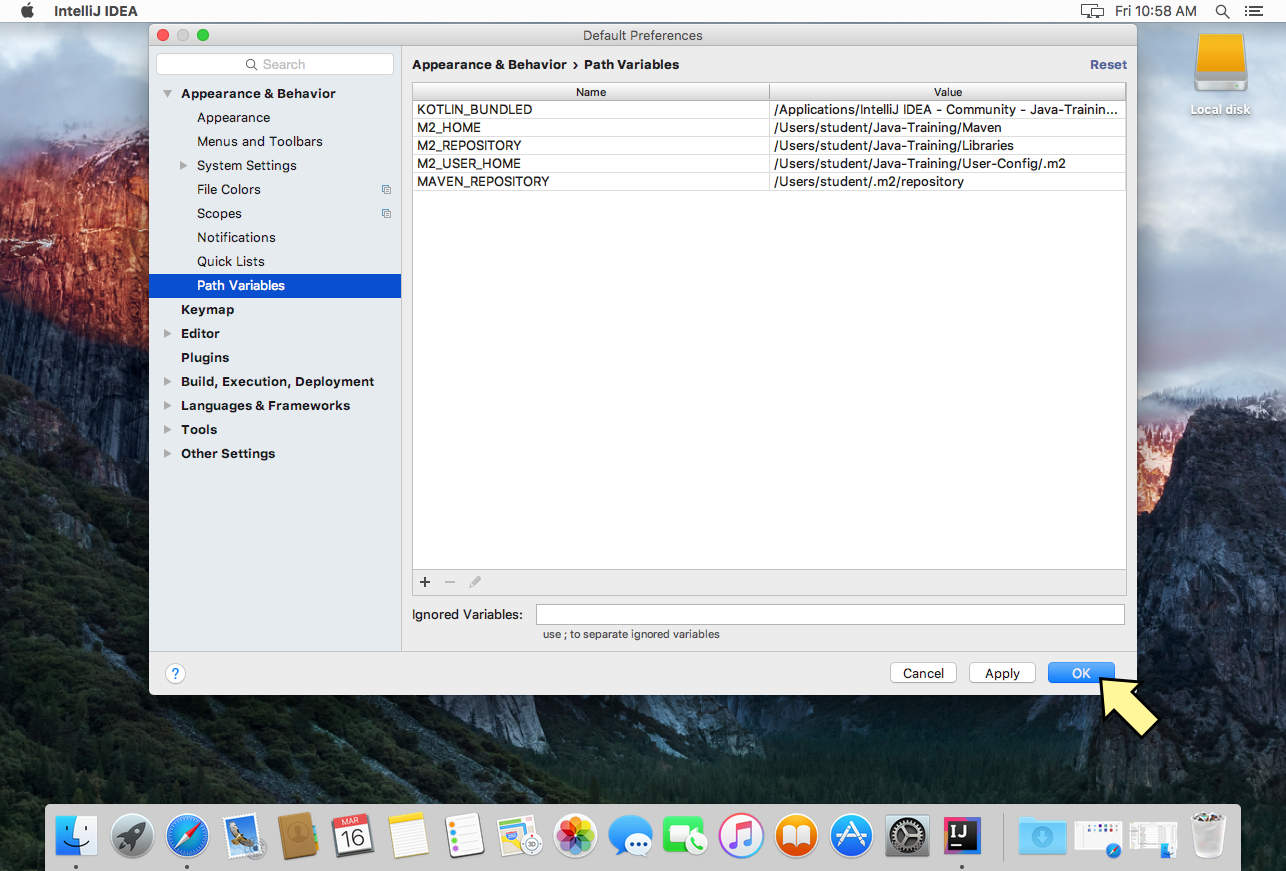 IntelliJ IDEA
Fri 10:58 AM
Default Preferences
Search
Appearance & Behavior
Appearance
Menus and Toolbars
System Settings
File Colors
Scopes
Notifications
Quick Lists
Path Variables
Keymap
Editor
Plugins
Build, Execution, Deployment
Languages & Frameworks
Tools
Other Settings
Appearance & Behavior › Path Variables
Reset
Name Value
KOTLIN_BUNDLED /Applications/IntelliJ IDEA - Community - Java-Trainin...
M2_HOME /Users/student/Java-Training/Maven
M2_REPOSITORY /Users/student/Java-Training/Libraries
M2_USER_HOME /Users/student/Java-Training/User-Config/.m2
MAVEN_REPOSITORY /Users/student/.m2/repository
Ignored Variables:
use ; to separate ignored variables
?
Cancel Apply OK
Local disk
MAR
16
3D
IJ